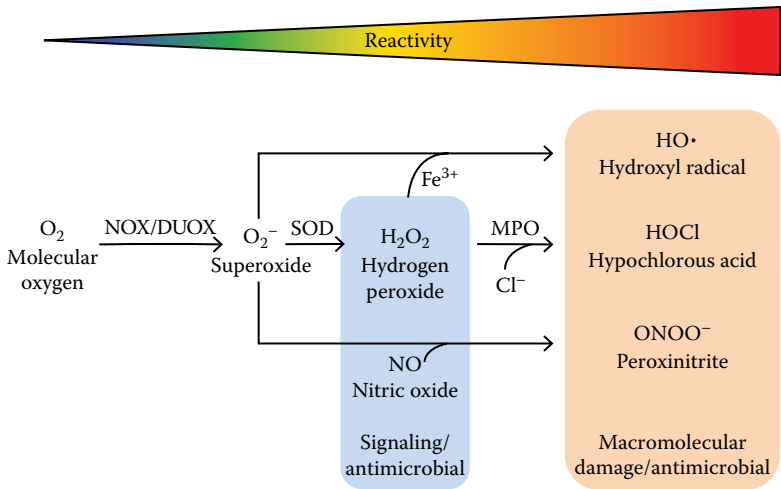 Reactivity
HO•
Hydroxyl radical
Fe³⁺
O₂
Molecular
oxygen
NOX/DUOX
O₂⁻
Superoxide
SOD
H₂O₂
Hydrogen
peroxide
MPO
Cl⁻
HOCl
Hypochlorous acid
NO
Nitric oxide
ONOO⁻
Peroxinitrite
Signaling/
antimicrobial
Macromolecular
damage/antimicrobial